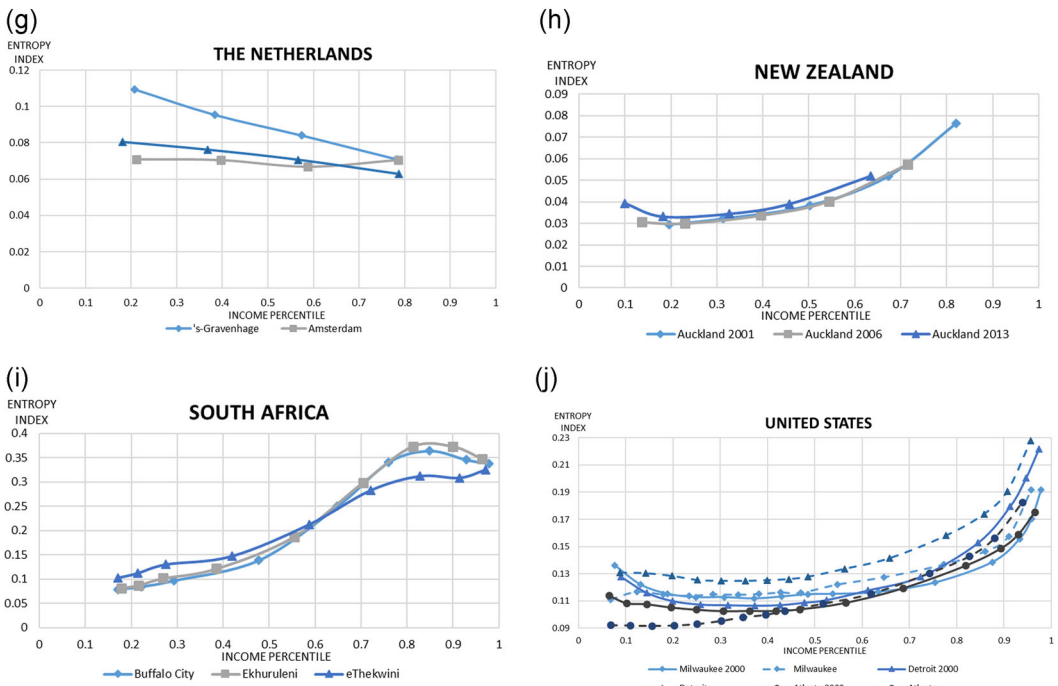 (g)
ENTROPY
INDEX
THE NETHERLANDS
0.12
0.1
0.08
0.06
0.04
0.02
0
0 0.1 0.2 0.3 0.4 0.5 0.6 0.7 0.8 0.9 1
INCOME PERCENTILE
's-Gravenhage Amsterdam
(h)
ENTROPY
INDEX
NEW ZEALAND
0.09
0.08
0.07
0.06
0.05
0.04
0.03
0.02
0.01
0
0 0.1 0.2 0.3 0.4 0.5 0.6 0.7 0.8 0.9 1
INCOME PERCENTILE
Auckland 2001 Auckland 2006 Auckland 2013
(i)
ENTROPY
INDEX
SOUTH AFRICA
0.4
0.35
0.3
0.25
0.2
0.15
0.1
0.05
0
0 0.1 0.2 0.3 0.4 0.5 0.6 0.7 0.8 0.9 1
INCOME PERCENTILE
Buffalo City Ekhuruleni eThekwini
(j)
ENTROPY
INDEX
UNITED STATES
0.23
0.21
0.19
0.17
0.15
0.13
0.11
0.09
0 0.1 0.2 0.3 0.4 0.5 0.6 0.7 0.8 0.9 1
INCOME PERCENTILE
Milwaukee 2000 Milwaukee Detroit 2000